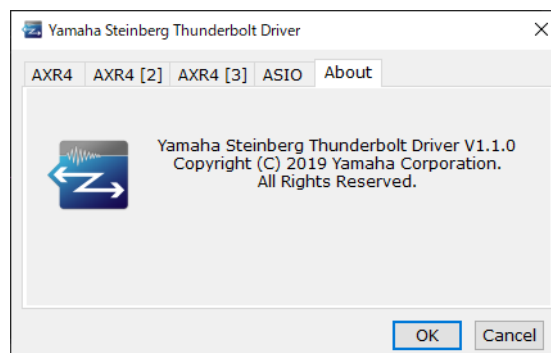 Yamaha Steinberg Thunderbolt Driver
AXR4 AXR4 [2] AXR4 [3] ASIO About
Yamaha Steinberg Thunderbolt Driver V1.1.0
Copyright (C) 2019 Yamaha Corporation.
All Rights Reserved.
OK Cancel